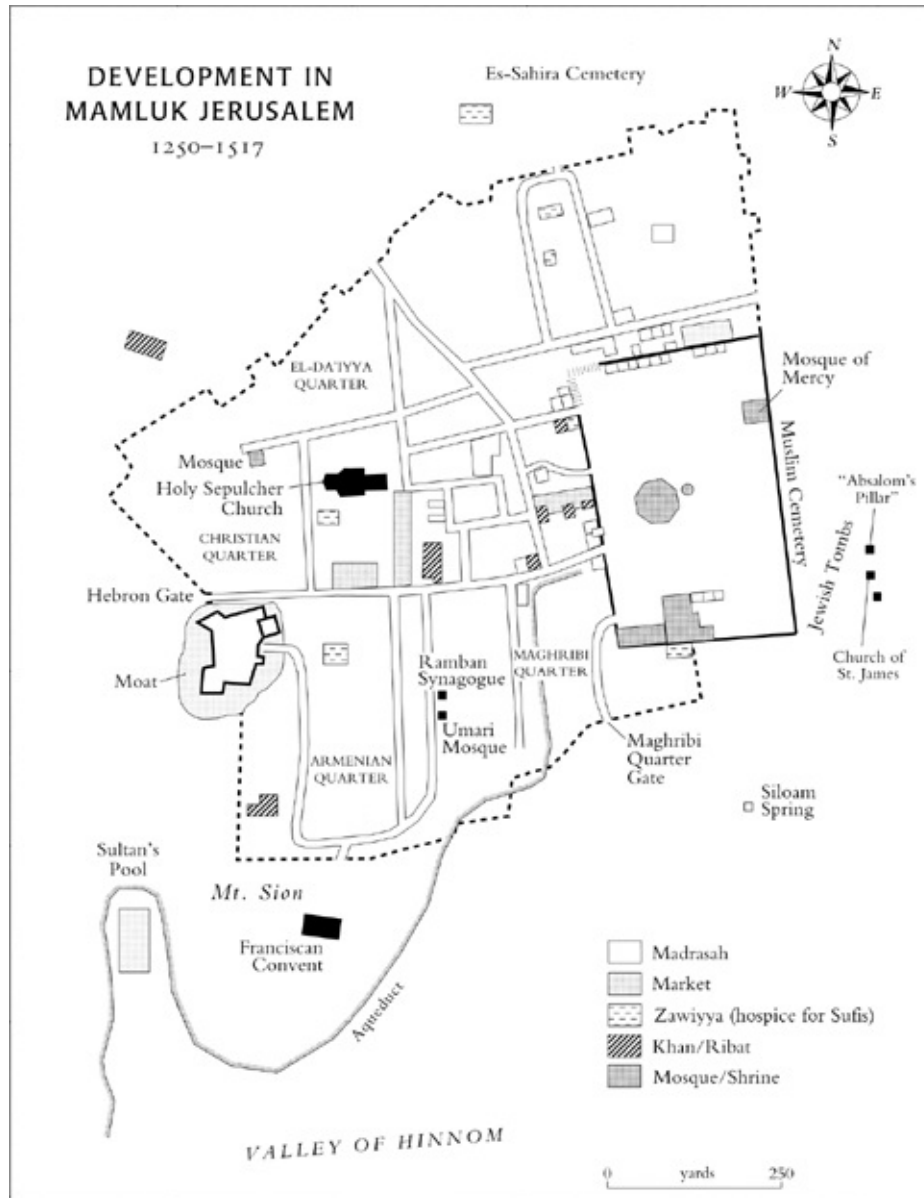 DEVELOPMENT IN
MAMLUK JERUSALEM
1250–1517
Es-Sahira Cemetery
N
W
E
S
EL-DATIYYA
QUARTER
Mosque of
Mercy
Muslim Cemetery
Mosque
Holy Sepulcher
Church
"Absalom's
Pillar"
CHRISTIAN
QUARTER
Jewish Tombs
Hebron Gate
Church of
St. James
Moat
Ramban
Synagogue
MAGHRIBI
QUARTER
Umari
Mosque
Maghribi
Quarter
Gate
ARMENIAN
QUARTER
Siloam
Spring
Sultan's
Pool
Mt. Sion
Franciscan
Convent
Aqueduct
Madrasah
Market
Zawiyya (hospice for Sufis)
Khan/Ribat
Mosque/Shrine
VALLEY OF HINNOM
0 yards 250